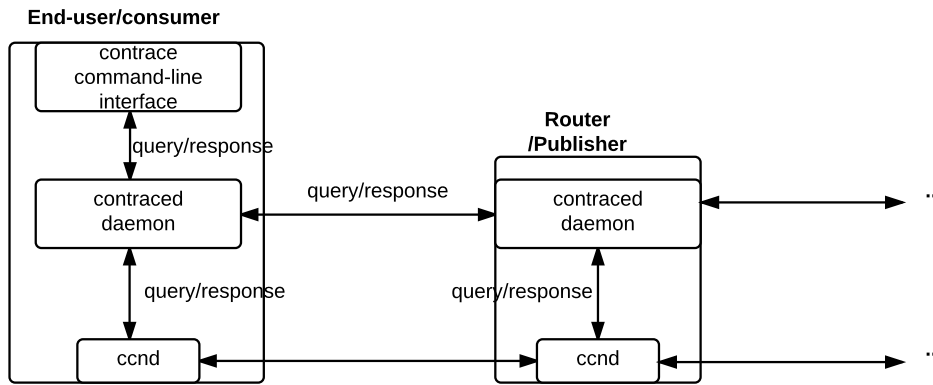 End-user/consumer
contrace
command-line
interface
query/response
contraced
daemon
query/response
ccnd
query/response
Router
/Publisher
contraced
daemon
query/response
ccnd
..
..